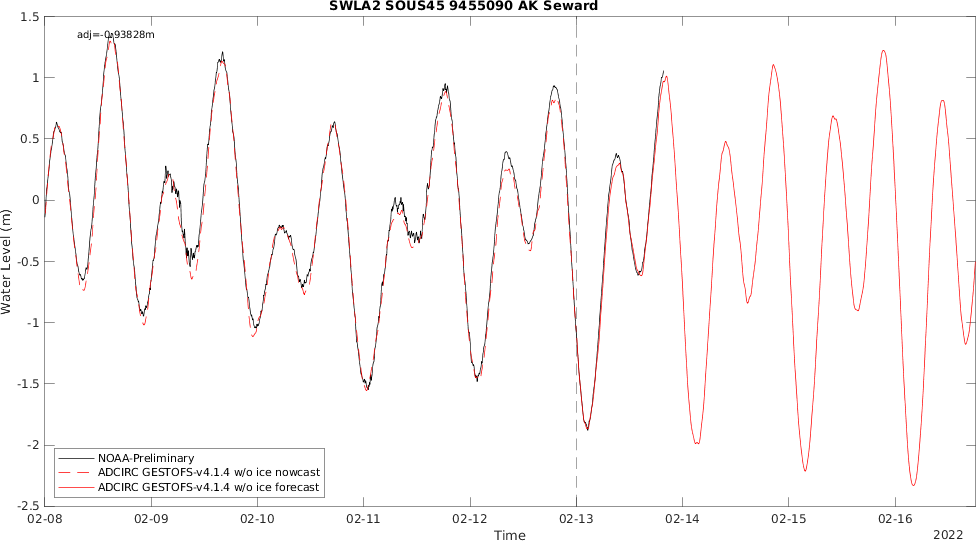 SWLA2 SOUS45 9455090 AK Seward
adj=-0.93828m
1.5
1
0.5
0
-0.5
-1
-1.5
-2
-2.5
Water Level (m)
NOAA-Preliminary
ADCIRC GESTOFS-v4.1.4 w/o ice nowcast
ADCIRC GESTOFS-v4.1.4 w/o ice forecast
02-08 02-09 02-10 02-11 02-12 02-13 02-14 02-15 02-16
Time
2022